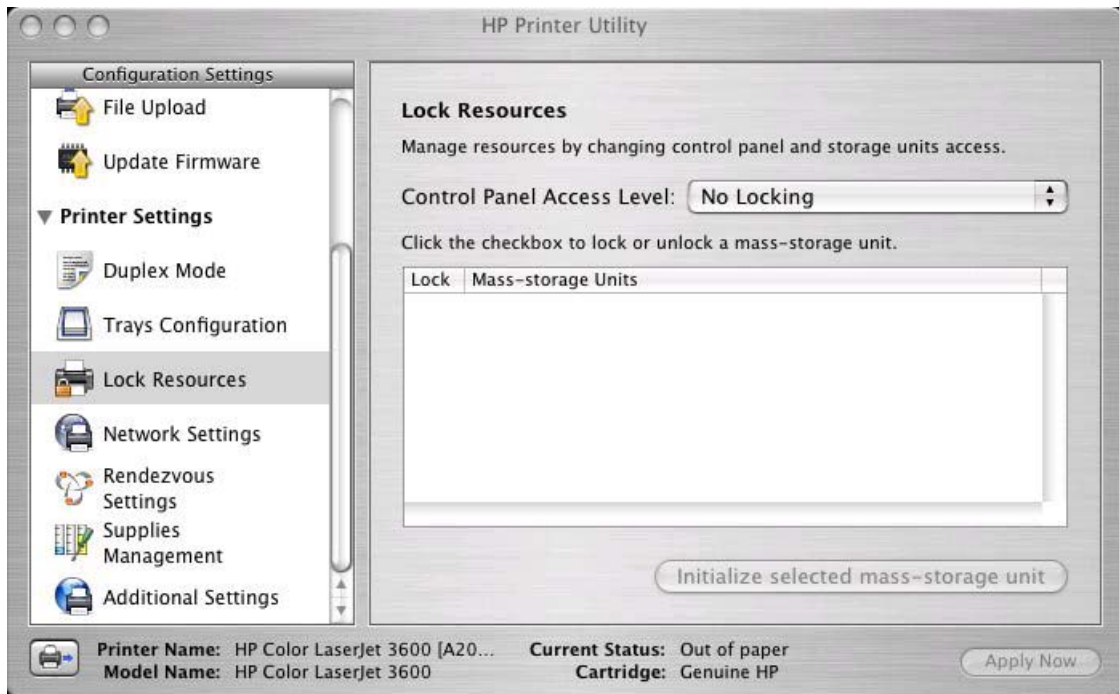 HP Printer Utility
Configuration Settings
File Upload
Update Firmware
Printer Settings
Duplex Mode
Trays Configuration
Lock Resources
Network Settings
Rendezvous
Settings
Supplies
Management
Additional Settings
Lock Resources
Manage resources by changing control panel and storage units access.
Control Panel Access Level: No Locking
Click the checkbox to lock or unlock a mass-storage unit.
Lock Mass-storage Units
Initialize selected mass-storage unit
Printer Name: HP Color LaserJet 3600 [A20... Current Status: Out of paper
Model Name: HP Color LaserJet 3600 Cartridge: Genuine HP
Apply Now